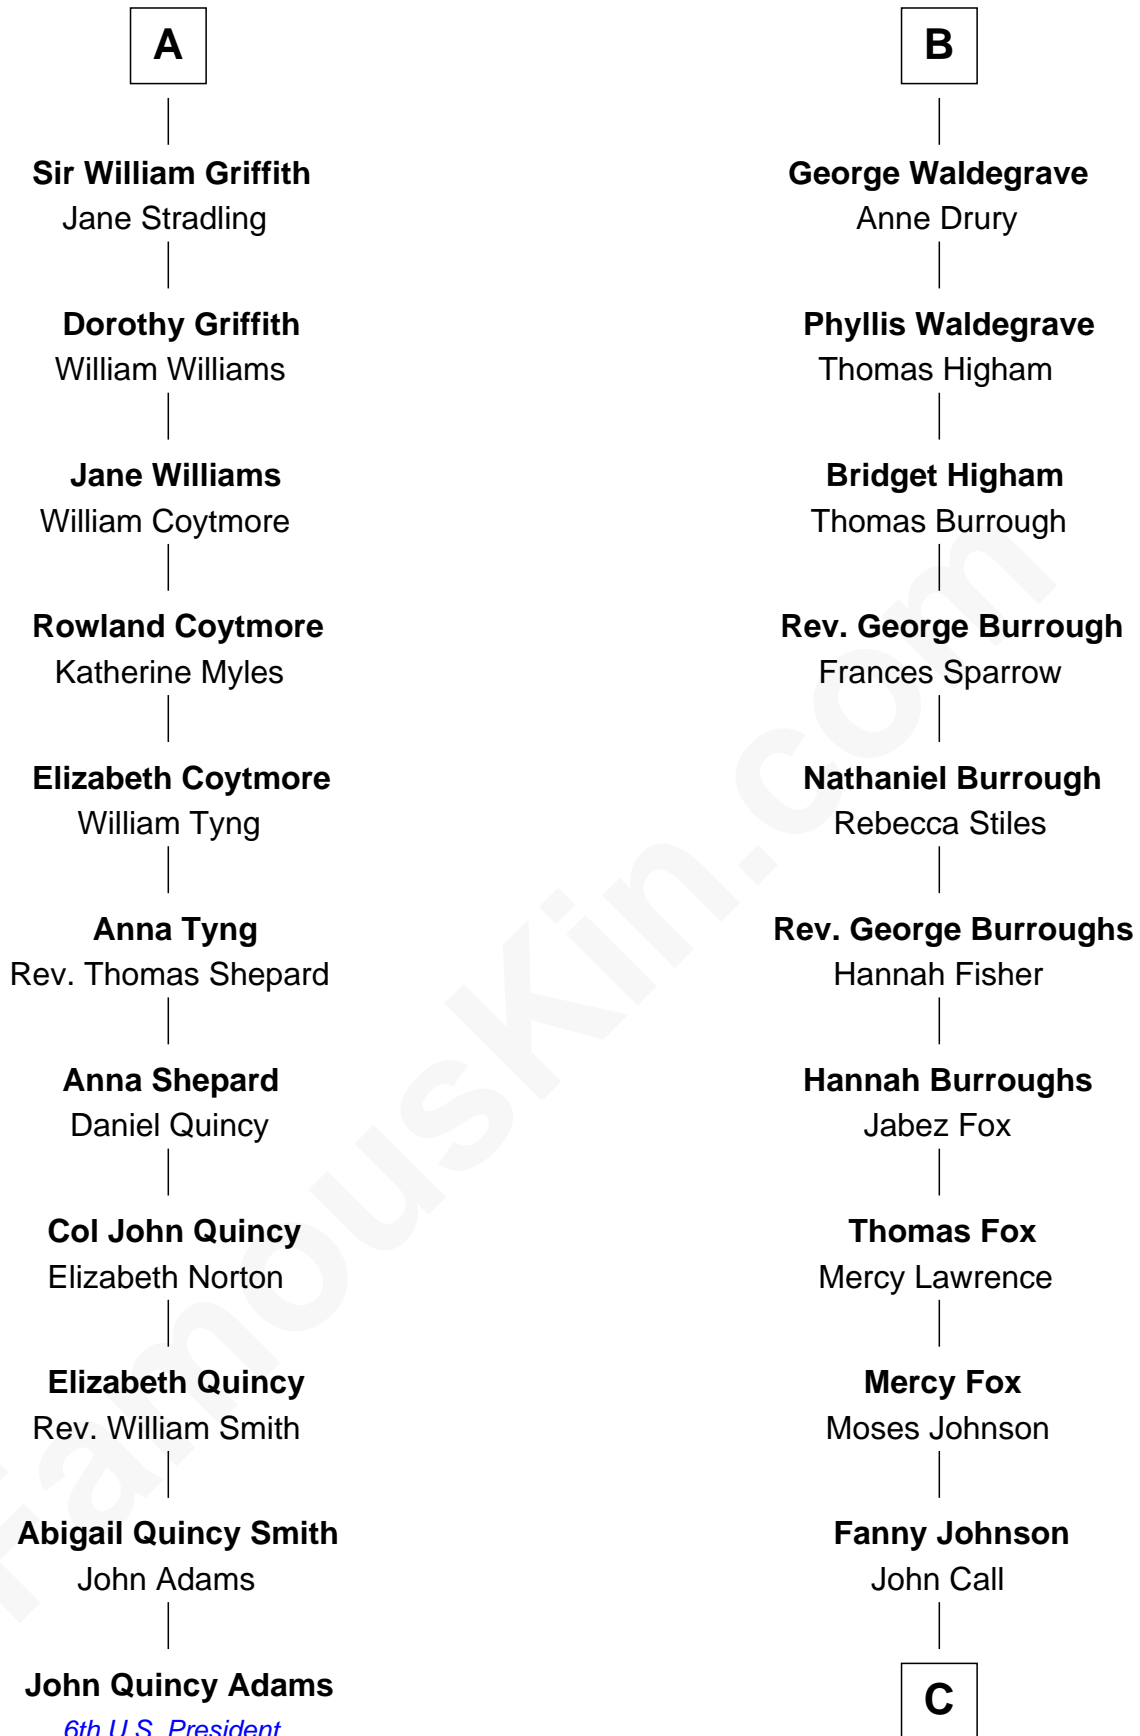 A
Sir William Griffith
Jane Stradling
Dorothy Griffith
William Williams
Jane Williams
William Coytmore
Rowland Coytmore
Katherine Myles
Elizabeth Coytmore
William Tyng
Anna Tyng
Rev. Thomas Shepard
Anna Shepard
Daniel Quincy
Col John Quincy
Elizabeth Norton
Elizabeth Quincy
Rev. William Smith
Abigail Quincy Smith
John Adams
John Quincy Adams
6th U.S. President
B
George Waldegrave
Anne Drury
Phyllis Waldegrave
Thomas Higham
Bridget Higham
Thomas Burrough
Rev. George Burrough
Frances Sparrow
Nathaniel Burrough
Rebecca Stiles
Rev. George Burroughs
Hannah Fisher
Hannah Burroughs
Jabez Fox
Thomas Fox
Mercy Lawrence
Mercy Fox
Moses Johnson
Fanny Johnson
John Call
C
FamousKin.com